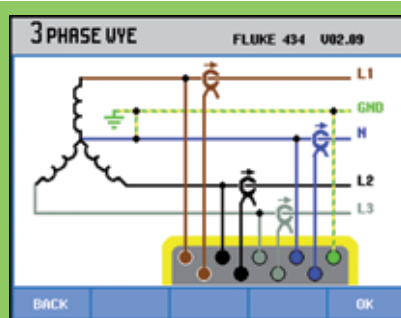 3 PHASE WYE
FLUKE 434 V02.09
L1
GND
N
L2
L3
BACK
OK